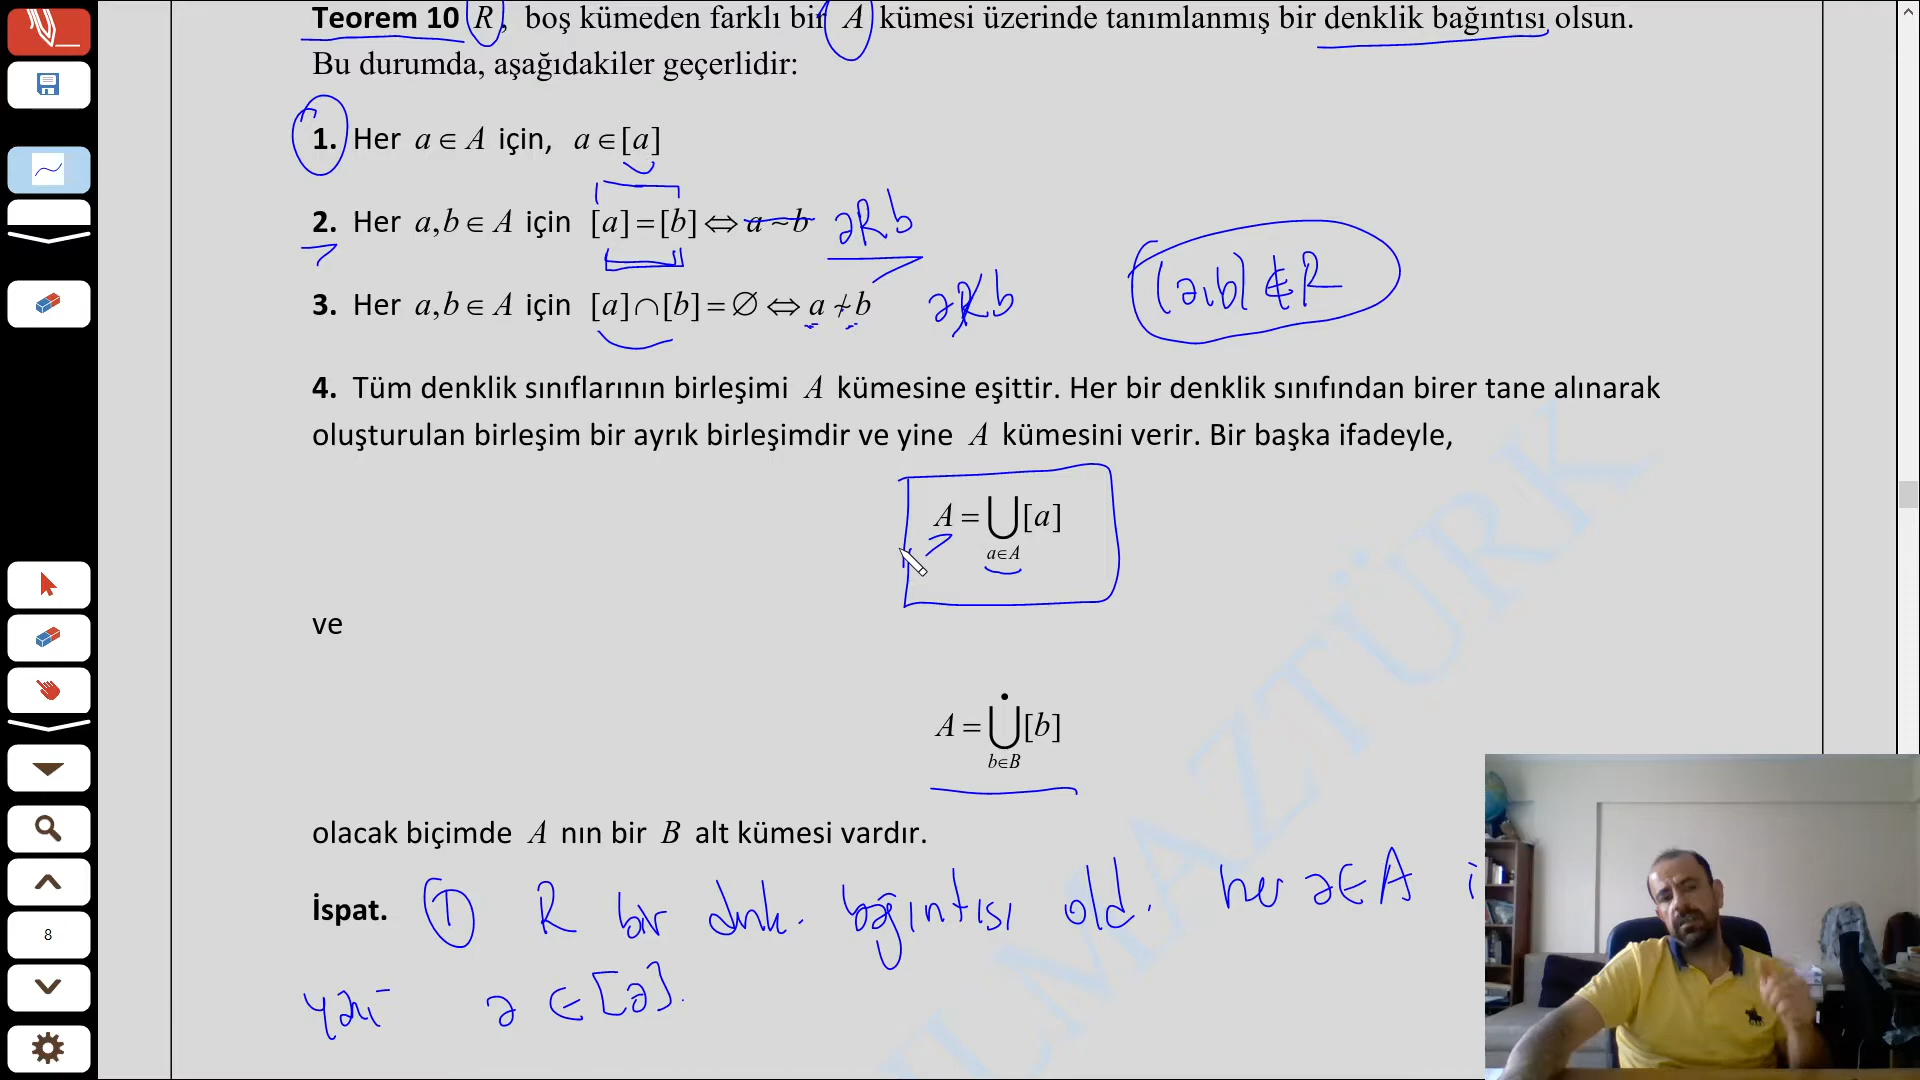 Teorem 10 R, boş kümeden farklı bir A kümesi üzerinde tanımlanmış bir denklik bağıntısı olsun.
Bu durumda, aşağıdakiler geçerlidir:
1. Her a ∈ A için, a ∈ [a]
2. Her a, b ∈ A için [a] = [b] ⇔ a ~ b aRb
3. Her a, b ∈ A için [a] ∩ [b] = ∅ ⇔ a ≁ b aR̸b (a,b) ∉ R
4. Tüm denklik sınıflarının birleşimi A kümesine eşittir. Her bir denklik sınıfından birer tane alınarak
oluşturulan birleşim bir ayrık birleşimdir ve yine A kümesini verir. Bir başka ifadeyle,
A = ⋃ [a]
a∈A
ve
A = ⋃̇ [b]
b∈B
olacak biçimde A nın bir B alt kümesi vardır.
İspat. ① R bir denk. bağıntısı old. her a ∈ A i
yani a ∈ [a].
8